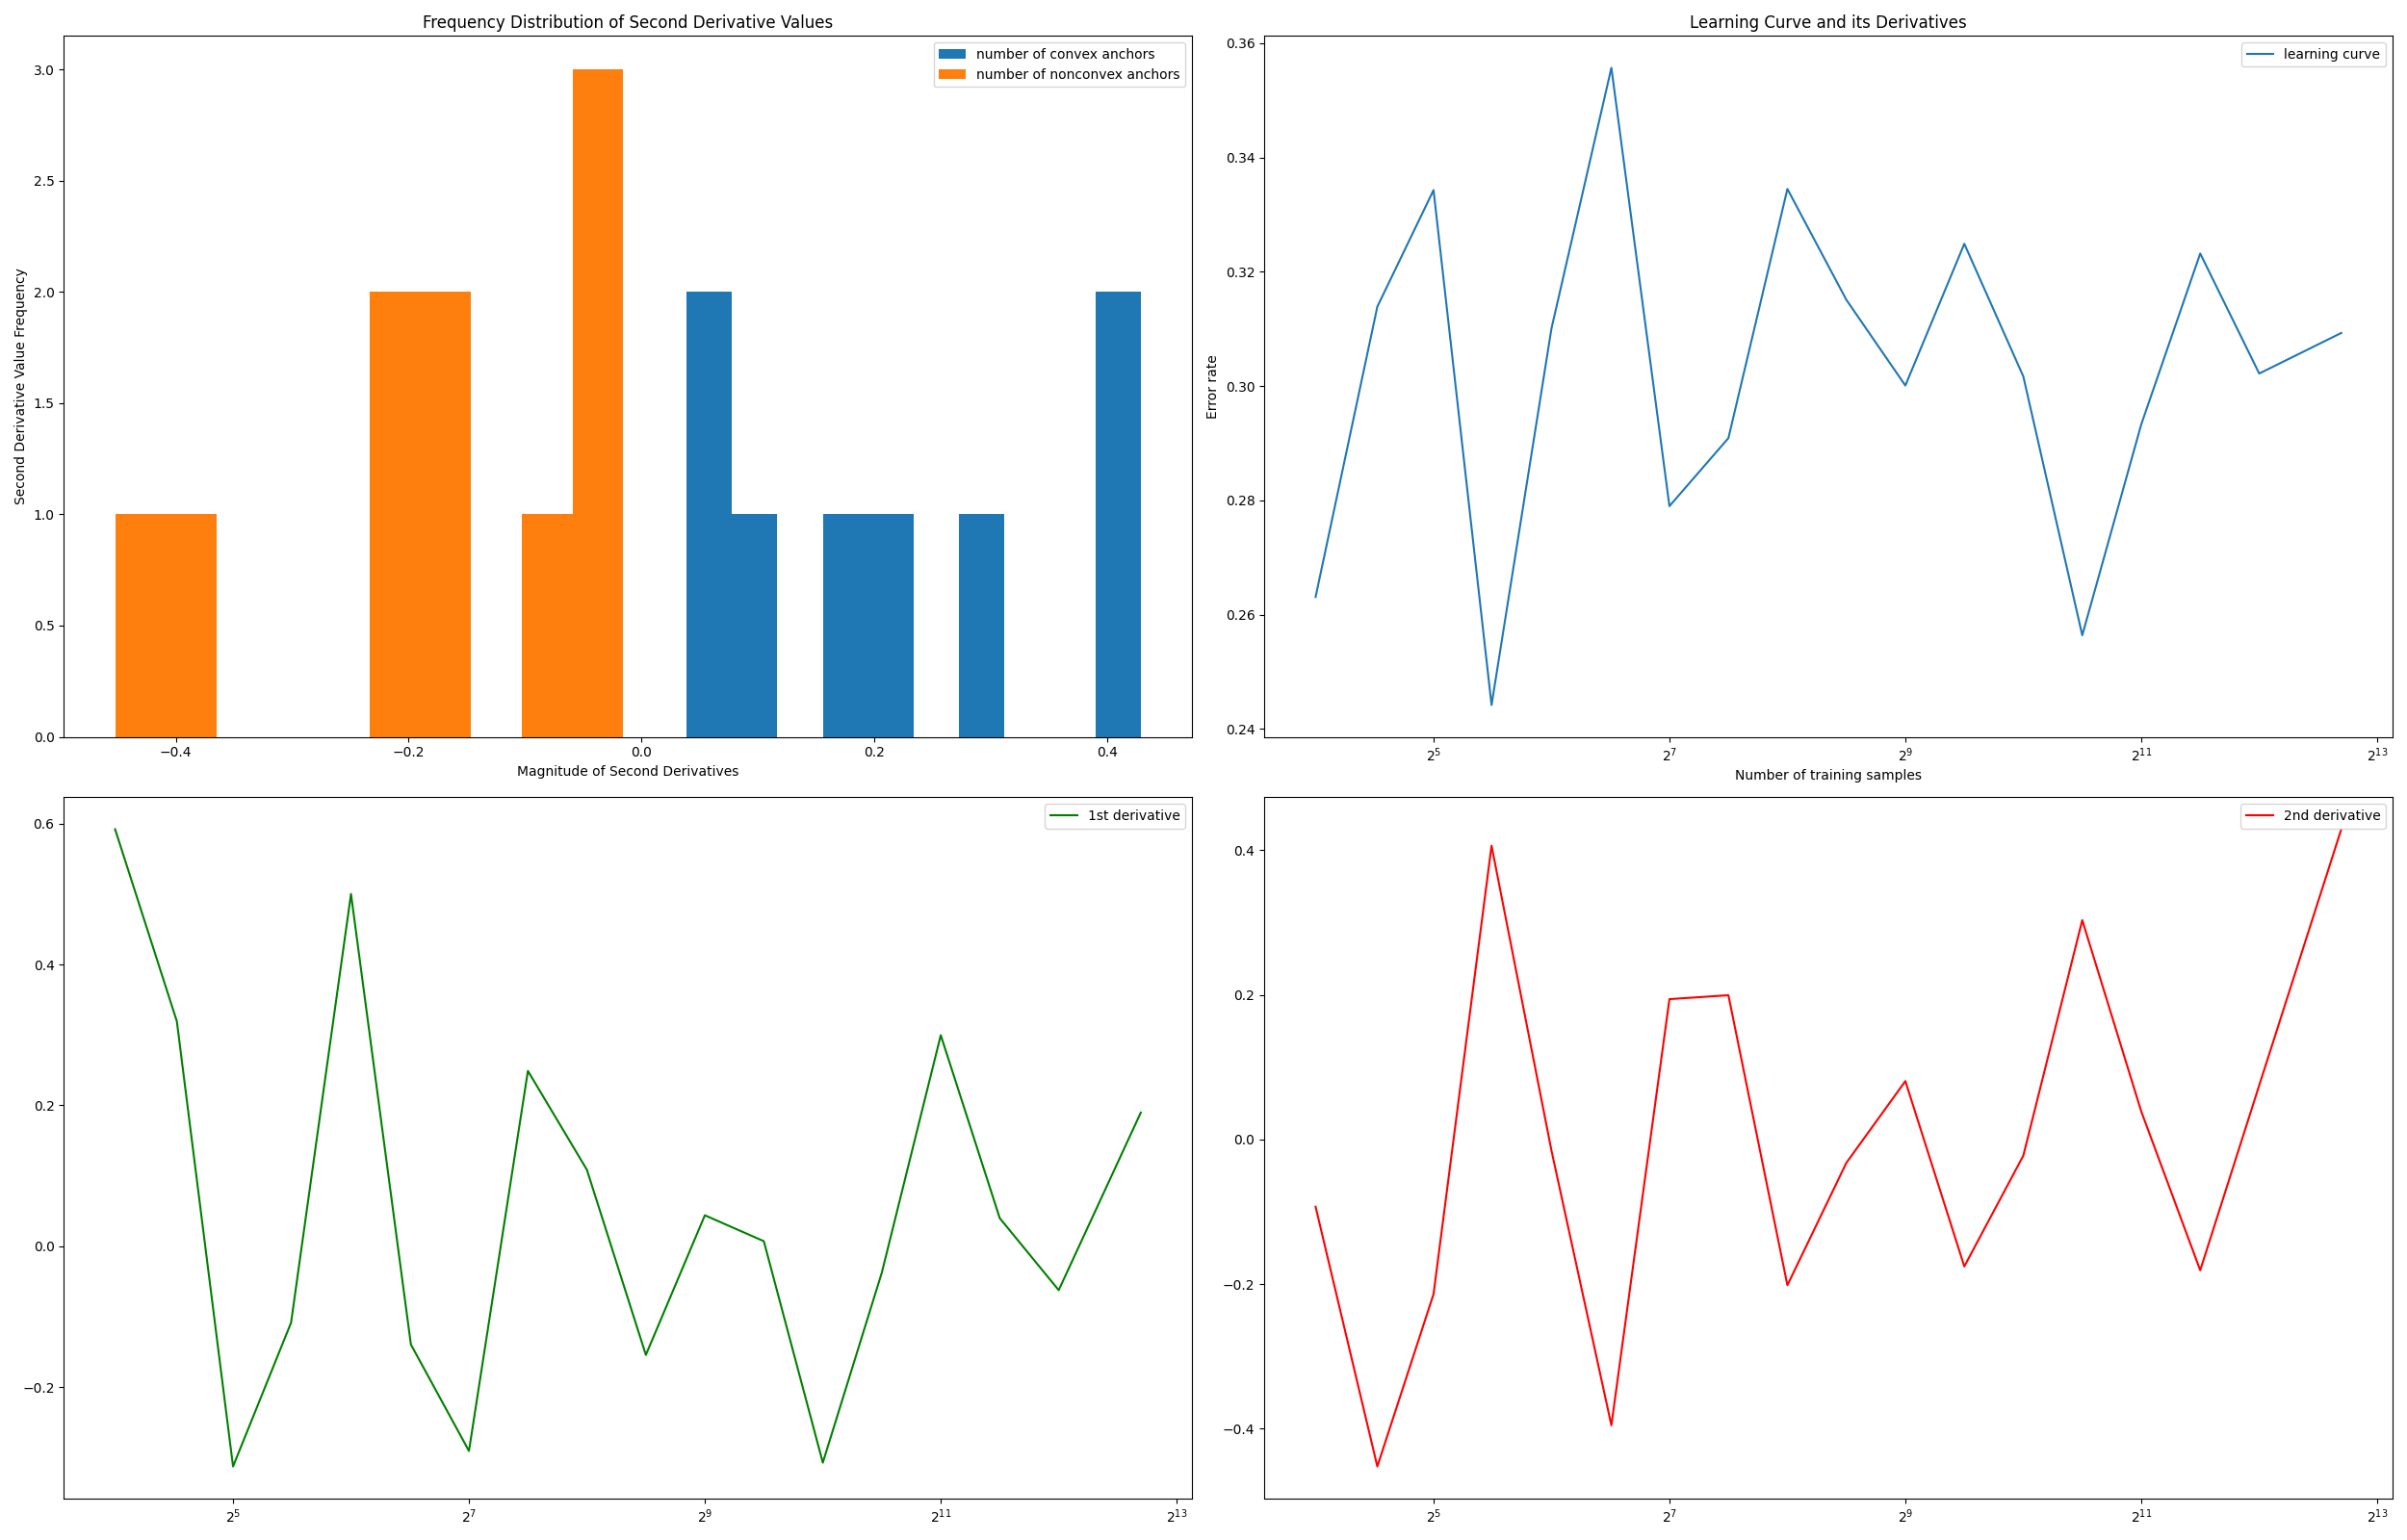 Frequency Distribution of Second Derivative Values
number of convex anchors
number of nonconvex anchors
Second Derivative Value Frequency
3.0
2.5
2.0
1.5
1.0
0.5
0.0
−0.4 −0.2 0.0 0.2 0.4
Magnitude of Second Derivatives
Learning Curve and its Derivatives
learning curve
Error rate
0.36
0.34
0.32
0.30
0.28
0.26
0.24
2^5 2^7 2^9 2^11 2^13
Number of training samples
1st derivative
0.6
0.4
0.2
0.0
−0.2
2^5 2^7 2^9 2^11 2^13
2nd derivative
0.4
0.2
0.0
−0.2
−0.4
2^5 2^7 2^9 2^11 2^13